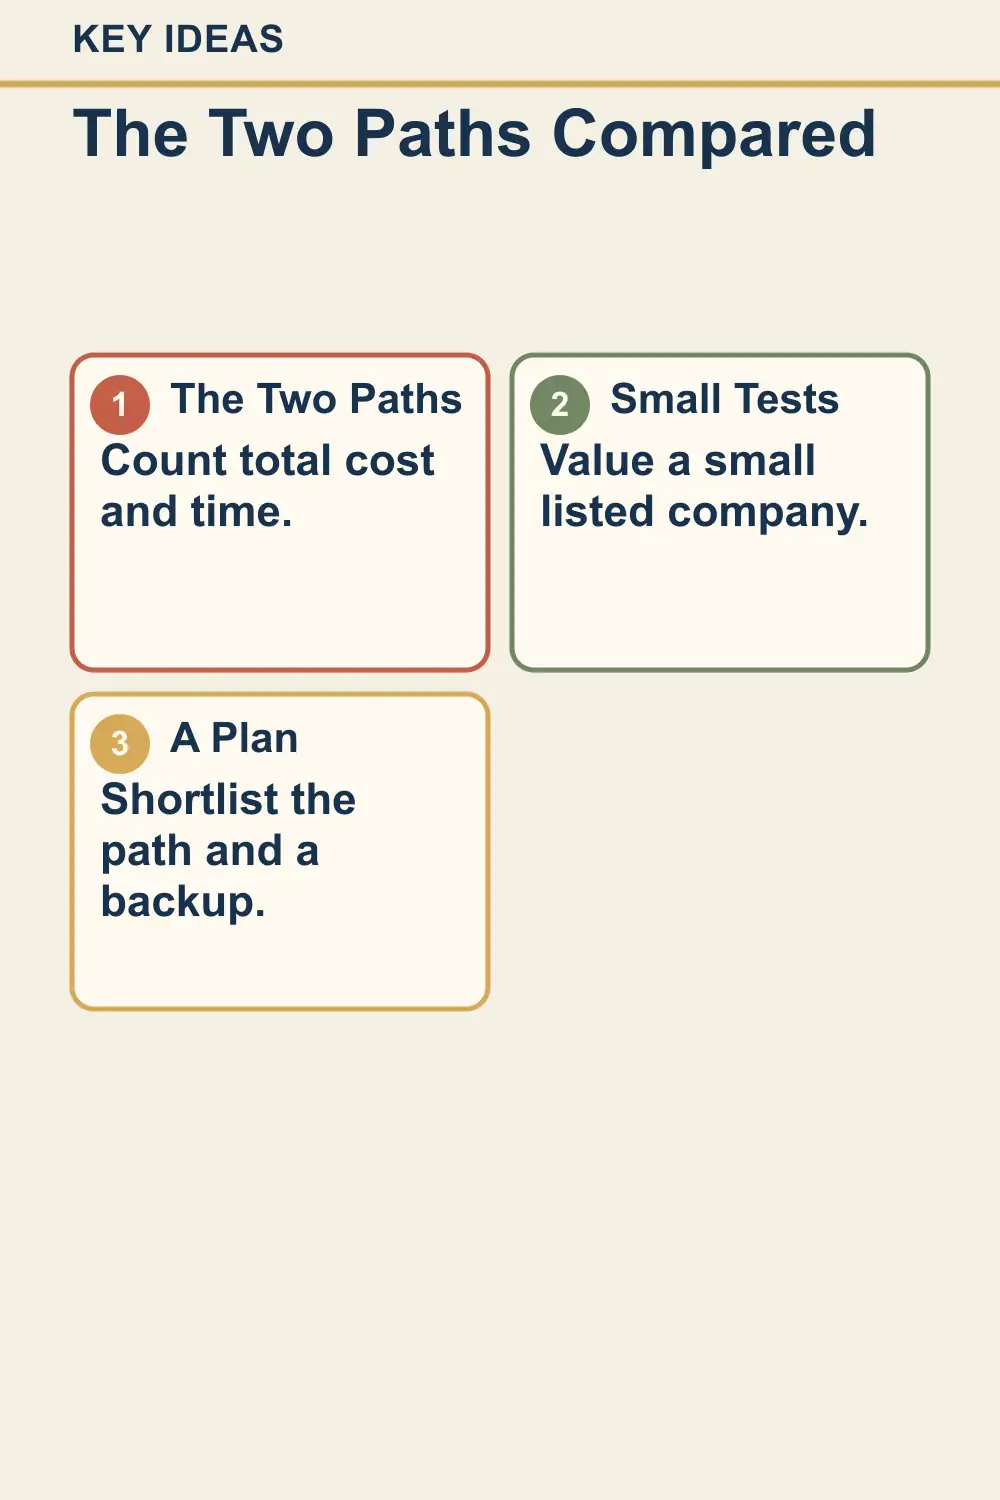 KEY IDEAS
The Two Paths Compared
1 The Two Paths
Count total cost
and time.
2 Small Tests
Value a small
listed company.
3 A Plan
Shortlist the
path and a
backup.